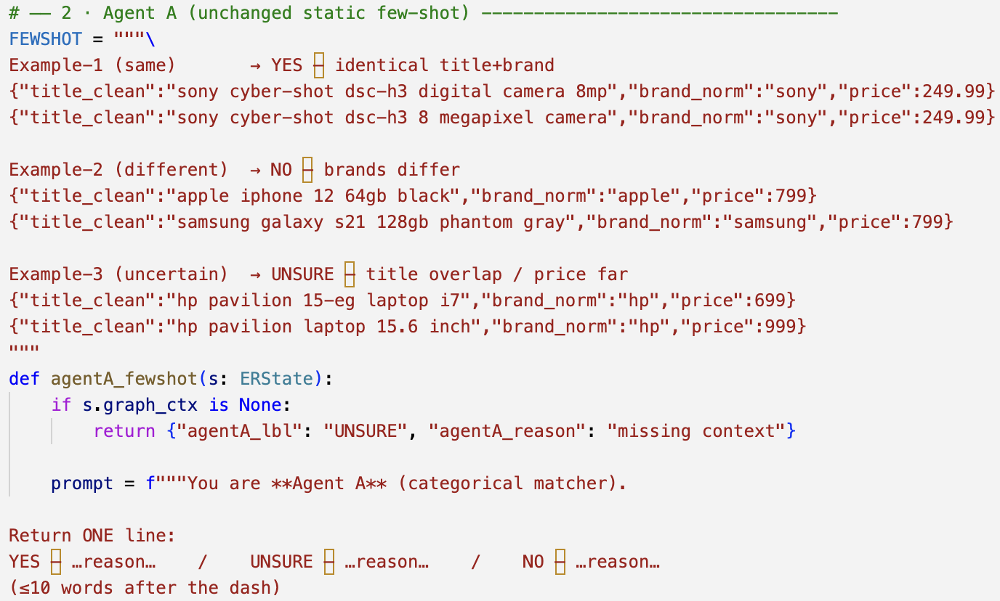 # —— 2 · Agent A (unchanged static few-shot) ----------------------------------
FEWSHOT = """\
Example-1 (same)       → YES – identical title+brand
{"title_clean":"sony cyber-shot dsc-h3 digital camera 8mp","brand_norm":"sony","price":249.99}
{"title_clean":"sony cyber-shot dsc-h3 8 megapixel camera","brand_norm":"sony","price":249.99}

Example-2 (different)  → NO – brands differ
{"title_clean":"apple iphone 12 64gb black","brand_norm":"apple","price":799}
{"title_clean":"samsung galaxy s21 128gb phantom gray","brand_norm":"samsung","price":799}

Example-3 (uncertain)  → UNSURE – title overlap / price far
{"title_clean":"hp pavilion 15-eg laptop i7","brand_norm":"hp","price":699}
{"title_clean":"hp pavilion laptop 15.6 inch","brand_norm":"hp","price":999}
"""
def agentA_fewshot(s: ERState):
    if s.graph_ctx is None:
        return {"agentA_lbl": "UNSURE", "agentA_reason": "missing context"}

    prompt = f"""You are **Agent A** (categorical matcher).

Return ONE line:
YES – …reason…    /    UNSURE – …reason…    /    NO – …reason…
(≤10 words after the dash)